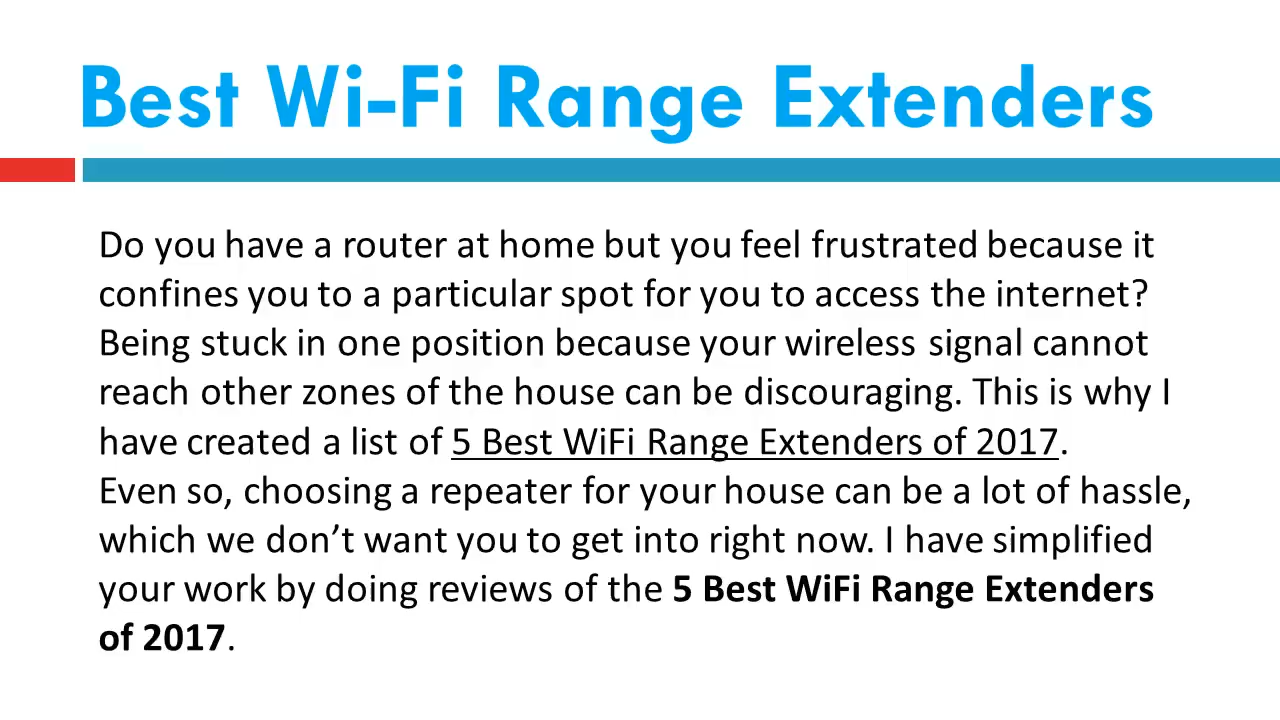 Best Wi-Fi Range Extenders
Do you have a router at home but you feel frustrated because it
confines you to a particular spot for you to access the internet?
Being stuck in one position because your wireless signal cannot
reach other zones of the house can be discouraging. This is why I
have created a list of 5 Best WiFi Range Extenders of 2017.
Even so, choosing a repeater for your house can be a lot of hassle,
which we don’t want you to get into right now. I have simplified
your work by doing reviews of the 5 Best WiFi Range Extenders
of 2017.